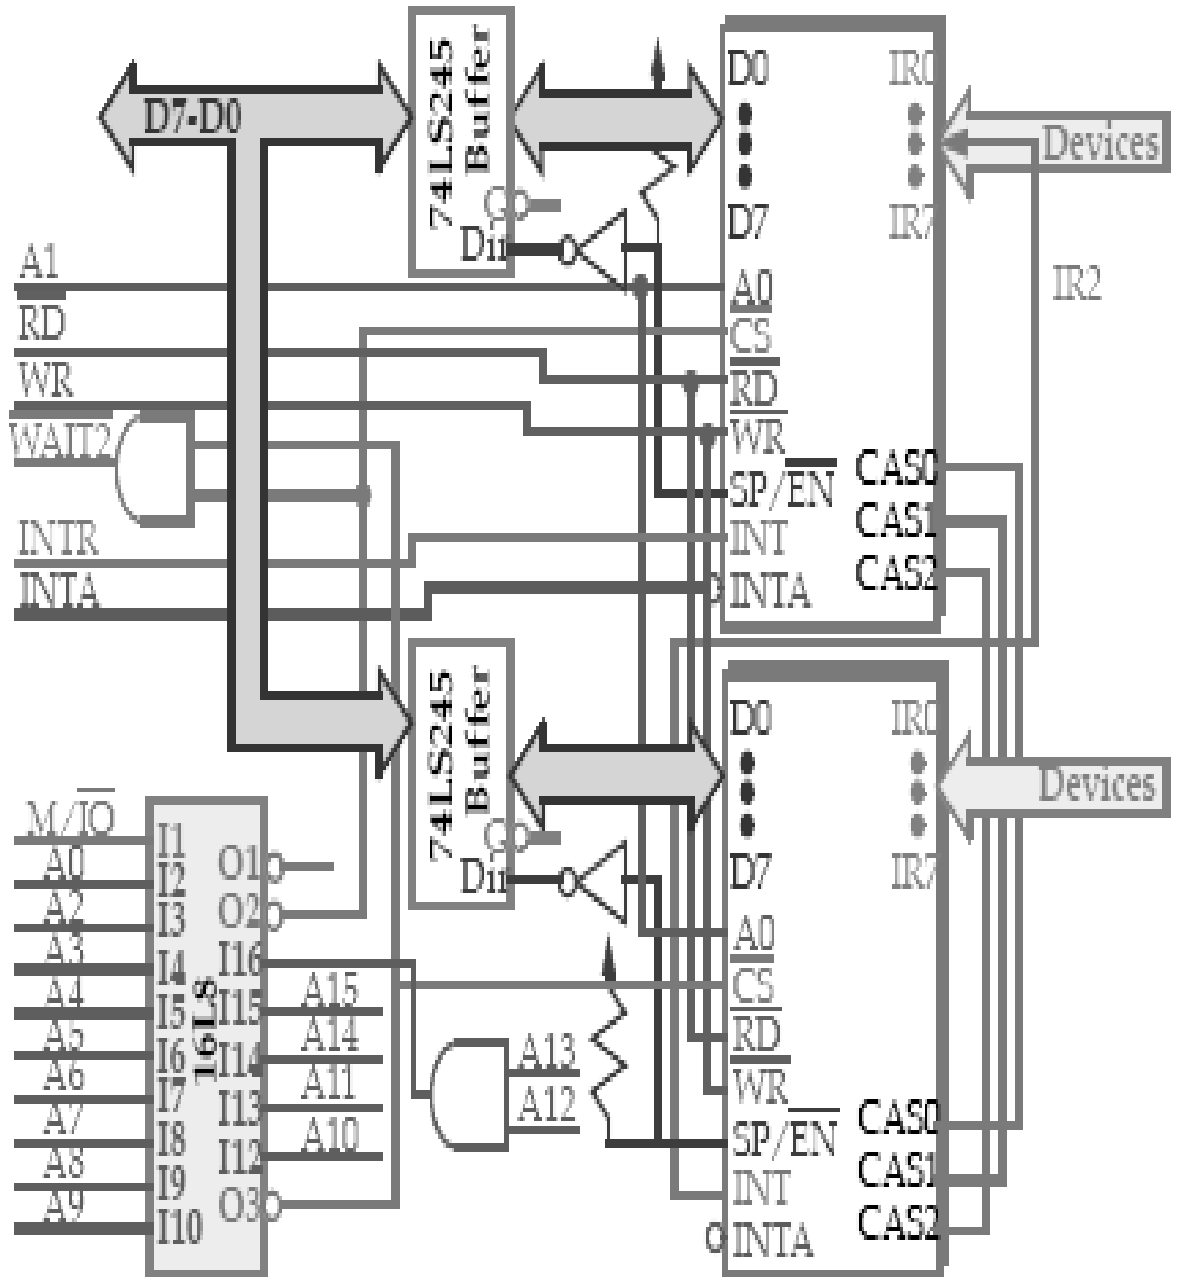 74LS245
Buffer
D7-D0
D0
D7
IR0
IR7
Devices
IR2
Dir
A1
RD
WR
WAIT2
INTR
INTA
A0
CS
RD
WR
SP/EN
INT
INTA
CAS0
CAS1
CAS2
74LS245
Buffer
Dir
D0
D7
IR0
IR7
Devices
A0
CS
RD
WR
SP/EN
INT
INTA
CAS0
CAS1
CAS2
M/IO
A0
A2
A3
A4
A5
A6
A7
A8
A9
I1
I2
I3
I4
I5
I6
I7
I8
I9
I10
16LS
O1
O2
I16
I15
I14
I13
I12
O3
A15
A14
A11
A10
A13
A12